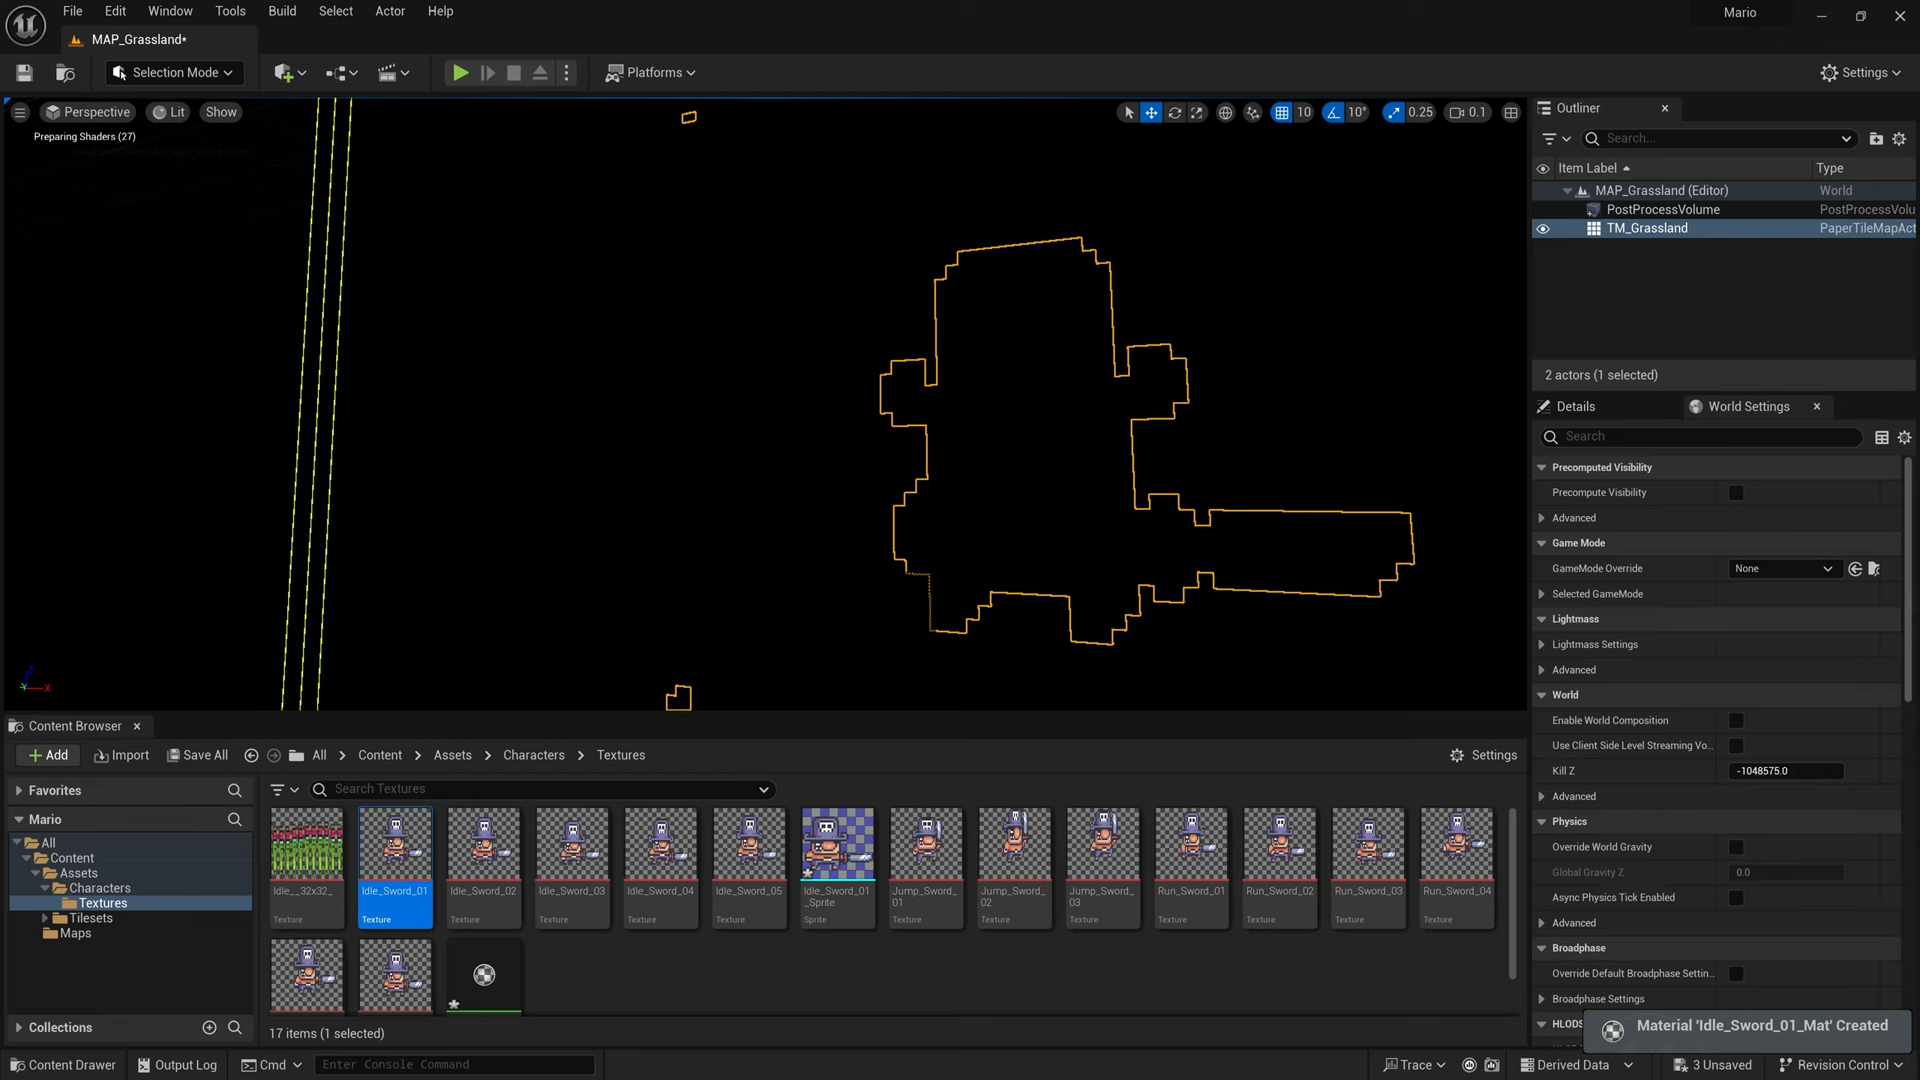 File Edit Window Tools Build Select Actor Help
Mario
MAP_Grassland*
Selection Mode
Platforms
Settings
Perspective
Lit
Show
10
10°
0.25
0.1
Preparing Shaders (27)
Outliner
Search...
Item Label
Type
MAP_Grassland (Editor)
World
PostProcessVolume
PostProcessVolu
TM_Grassland
PaperTileMapAct
2 actors (1 selected)
Details
World Settings
Search
Precomputed Visibility
Precompute Visibility
Advanced
Game Mode
GameMode Override
None
Selected GameMode
Lightmass
Lightmass Settings
Advanced
World
Enable World Composition
Use Client Side Level Streaming Vo...
Kill Z
-1048575.0
Advanced
Physics
Override World Gravity
Global Gravity Z
0.0
Async Physics Tick Enabled
Advanced
Broadphase
Override Default Broadphase Settin...
Broadphase Settings
HLODS
Material 'Idle_Sword_01_Mat' Created
Z
X
Content Browser
Add
Import
Save All
All
Content
Assets
Characters
Textures
Settings
Favorites
Search Textures
Mario
All
Content
Assets
Characters
Textures
Tilesets
Maps
Collections
Idle__32x32_
Texture
Idle_Sword_01
Texture
Idle_Sword_02
Texture
Idle_Sword_03
Texture
Idle_Sword_04
Texture
Idle_Sword_05
Texture
Idle_Sword_01
_Sprite
Sprite
Jump_Sword_
01
Texture
Jump_Sword_
02
Texture
Jump_Sword_
03
Texture
Run_Sword_01
Texture
Run_Sword_02
Texture
Run_Sword_03
Texture
Run_Sword_04
Texture
17 items (1 selected)
Content Drawer
Output Log
Cmd
Enter Console Command
Trace
Derived Data
3 Unsaved
Revision Control